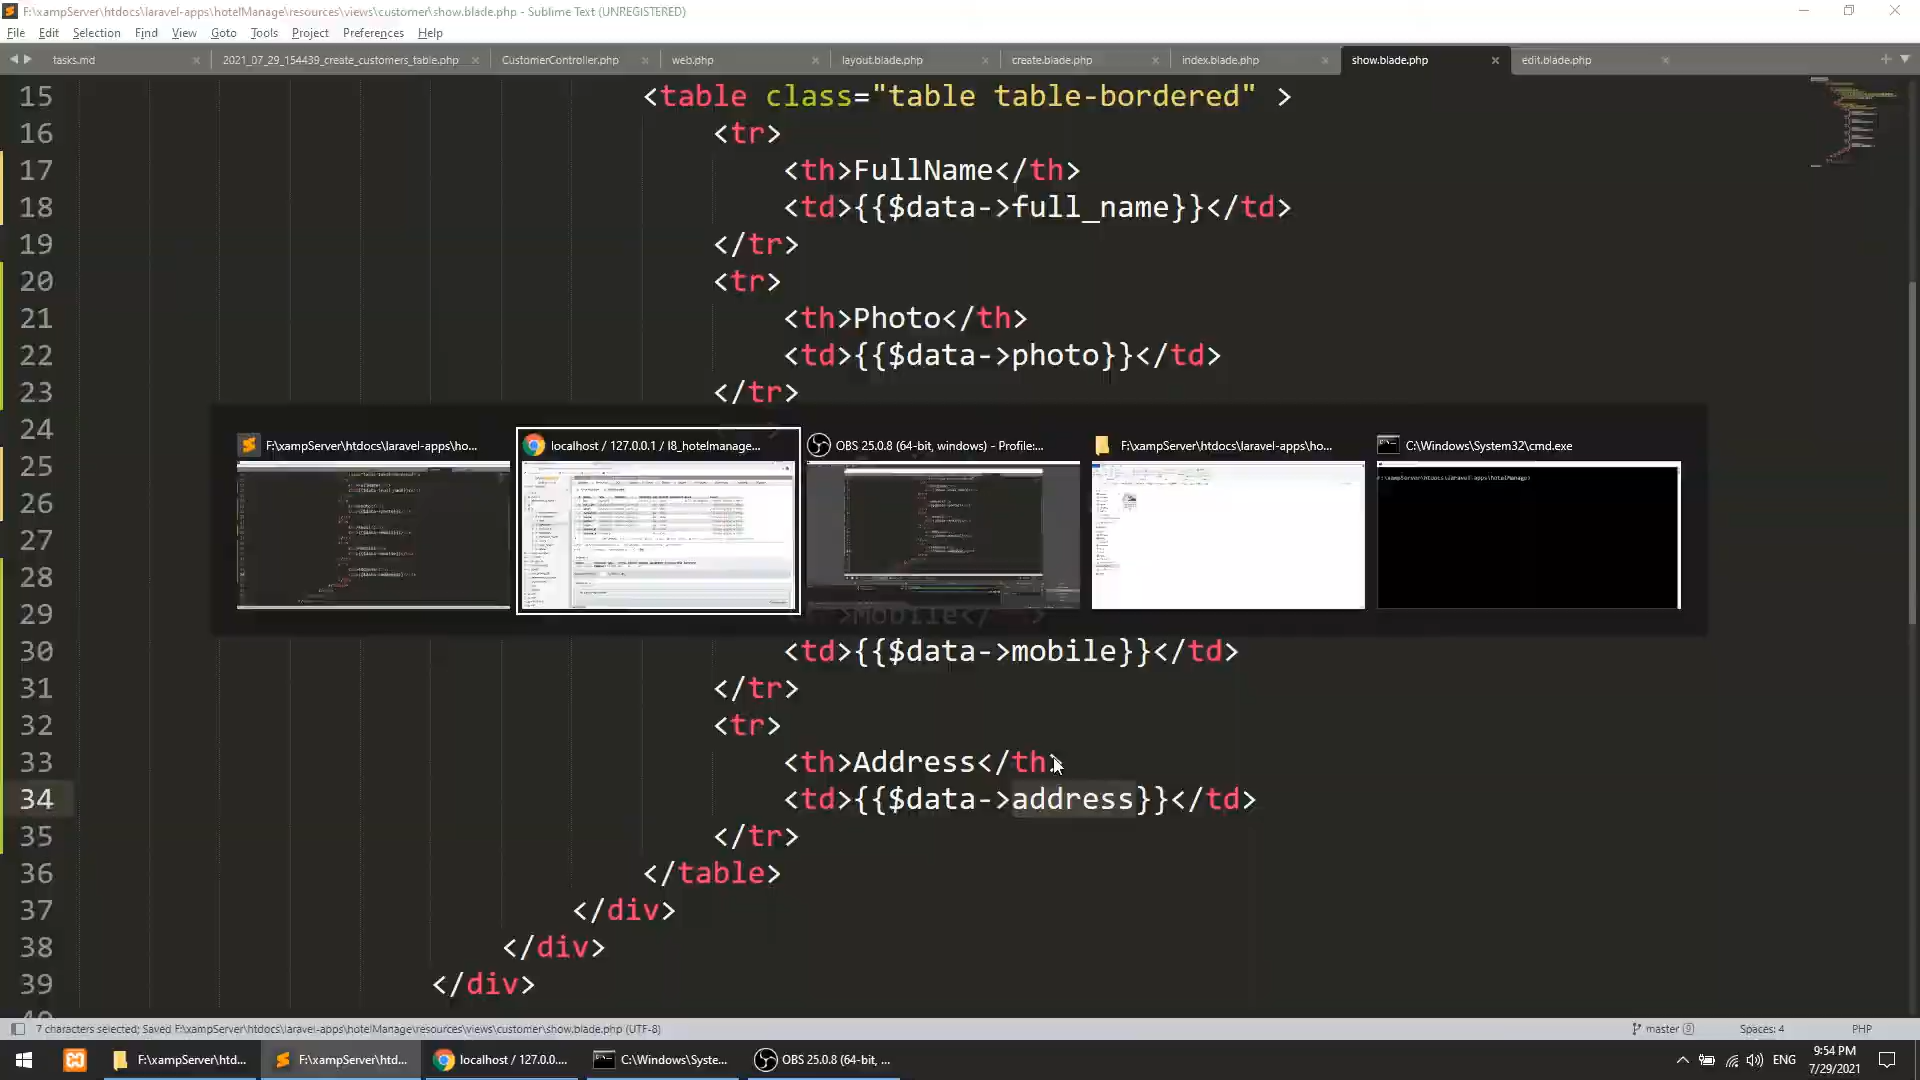 F:\xampServer\htdocs\laravel-apps\hotelManage\resources\views\customer\show.blade.php - Sublime Text (UNREGISTERED)
File Edit Selection Find View Goto Tools Project Preferences Help
tasks.md 2021_07_29_154439_create_customers_table.php CustomerController.php web.php layout.blade.php create.blade.php index.blade.php show.blade.php edit.blade.php
15 <table class="table table-bordered" >
16 <tr>
17 <th>FullName</th>
18 <td>{{$data->full_name}}</td>
19 </tr>
20 <tr>
21 <th>Photo</th>
22 <td>{{$data->photo}}</td>
23 </tr>
24
F:\xampServer\htdocs\laravel-apps\ho... localhost / 127.0.0.1 / l8_hotelmanage... OBS 25.0.8 (64-bit, windows) - Profile:... F:\xampServer\htdocs\laravel-apps\ho... C:\Windows\System32\cmd.exe
25
26
27
28
29 >Mobile</
30 <td>{{$data->mobile}}</td>
31 </tr>
32 <tr>
33 <th>Address</th>
34 <td>{{$data->address}}</td>
35 </tr>
36 </table>
37 </div>
38 </div>
39 </div>
7 characters selected; Saved F:\xampServer\htdocs\laravel-apps\hotelManage\resources\views\customer\show.blade.php (UTF-8) master Spaces: 4 PHP
F:\xampServer\htd... F:\xampServer\htd... localhost / 127.0.0.... C:\Windows\Syste... OBS 25.0.8 (64-bit, ... ENG 9:54 PM
7/29/2021